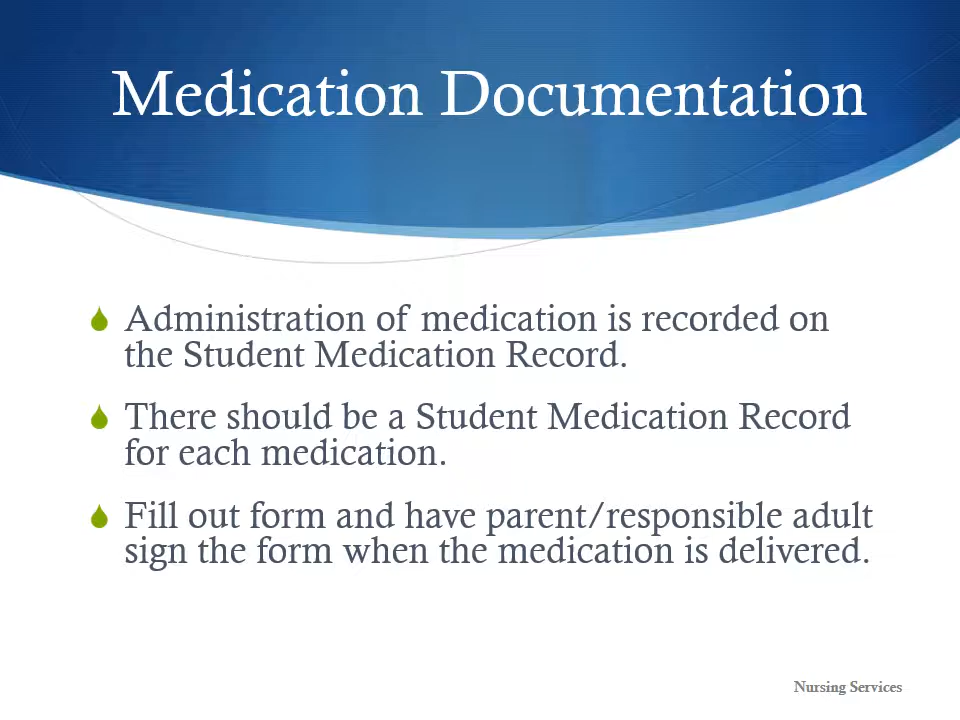 Medication Documentation
Administration of medication is recorded on
the Student Medication Record.
There should be a Student Medication Record
for each medication.
Fill out form and have parent/responsible adult
sign the form when the medication is delivered.
Nursing Services